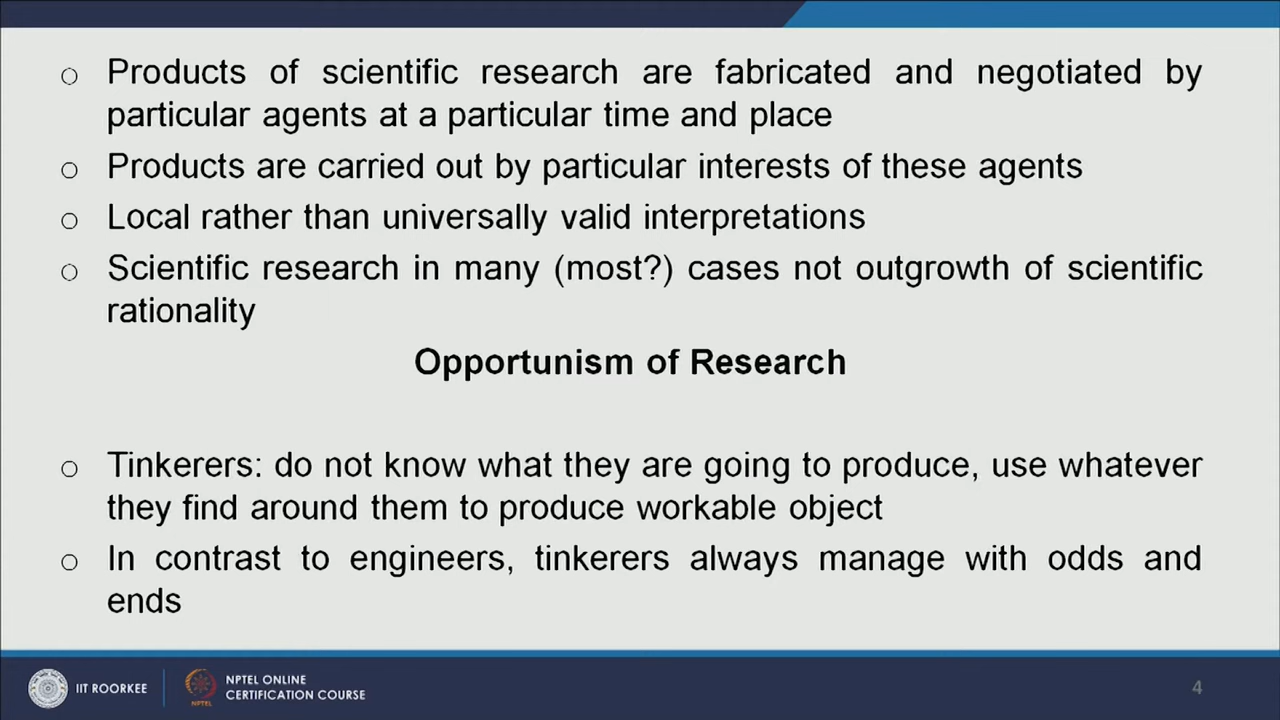 ○ Products of scientific research are fabricated and negotiated by
particular agents at a particular time and place
○ Products are carried out by particular interests of these agents
○ Local rather than universally valid interpretations
○ Scientific research in many (most?) cases not outgrowth of scientific
rationality
Opportunism of Research
○ Tinkerers: do not know what they are going to produce, use whatever
they find around them to produce workable object
○ In contrast to engineers, tinkerers always manage with odds and
ends
IIT ROORKEE
NPTEL
NPTEL ONLINE
CERTIFICATION COURSE
4